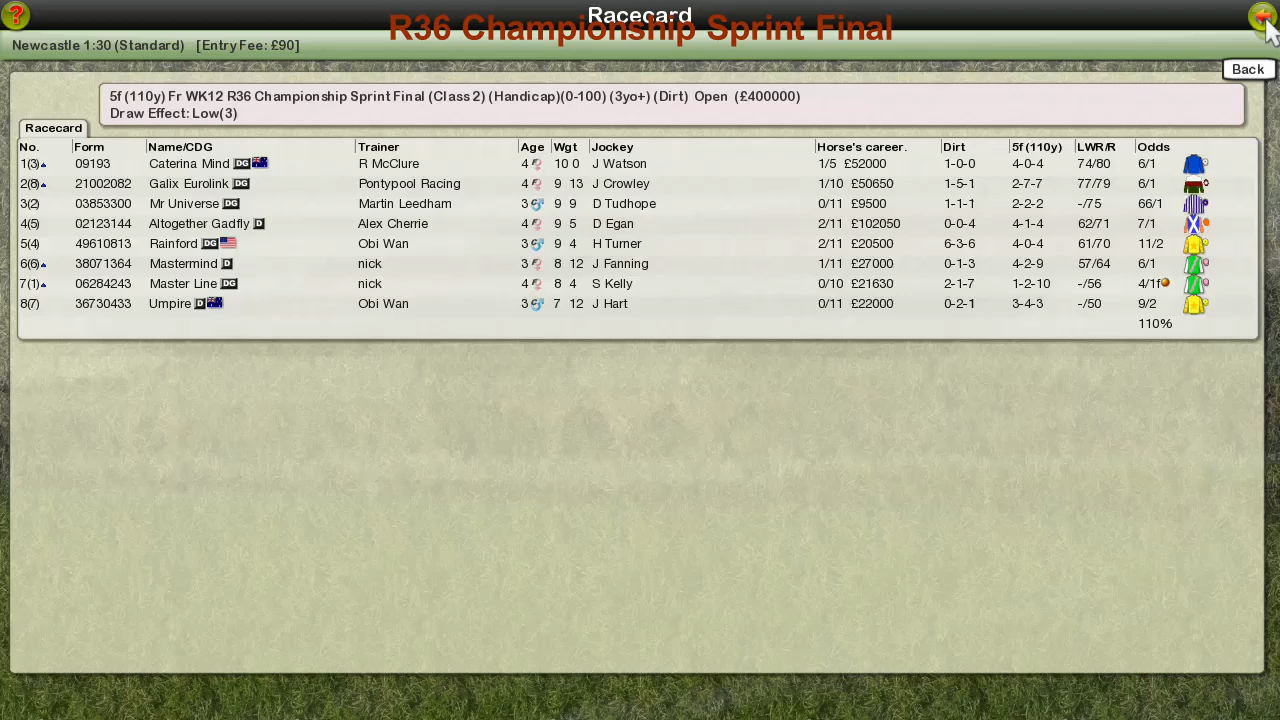 ?
Racecard
R36 Championship Sprint Final
Newcastle 1:30 (Standard) [Entry Fee: £90]
Back
5f (110y) Fr WK12 R36 Championship Sprint Final (Class 2) (Handicap)(0-100) (3yo+) (Dirt) Open (£400000)
Draw Effect: Low(3)
Racecard
No. Form Name/CDG Trainer Age Wgt Jockey Horse's career. Dirt 5f(110y) LWR/R Odds
1(3) 09193 Caterina Mind DG R McClure 4 10 0 J Watson 1/5 £52000 1-0-0 4-0-4 74/80 6/1
2(8) 21002082 Galix Eurolink DG Pontypool Racing 4 9 13 J Crowley 1/10 £50650 1-5-1 2-7-7 77/79 6/1
3(2) 03853300 Mr Universe DG Martin Leedham 3 9 9 D Tudhope 0/11 £9500 1-1-1 2-2-2 -/75 66/1
4(5) 02123144 Altogether Gadfly D Alex Cherrie 4 9 5 D Egan 2/11 £102050 0-0-4 4-1-4 62/71 7/1
5(4) 49610813 Rainford DG Obi Wan 3 9 4 H Turner 2/11 £20500 6-3-6 4-0-4 61/70 11/2
6(6) 38071364 Mastermind D nick 3 8 12 J Fanning 1/11 £27000 0-1-3 4-2-9 57/64 6/1
7(1) 06284243 Master Line DG nick 4 8 4 S Kelly 0/10 £21630 2-1-7 1-2-10 -/56 4/1f
8(7) 36730433 Umpire D Obi Wan 3 7 12 J Hart 0/11 £22000 0-2-1 3-4-3 -/50 9/2
110%